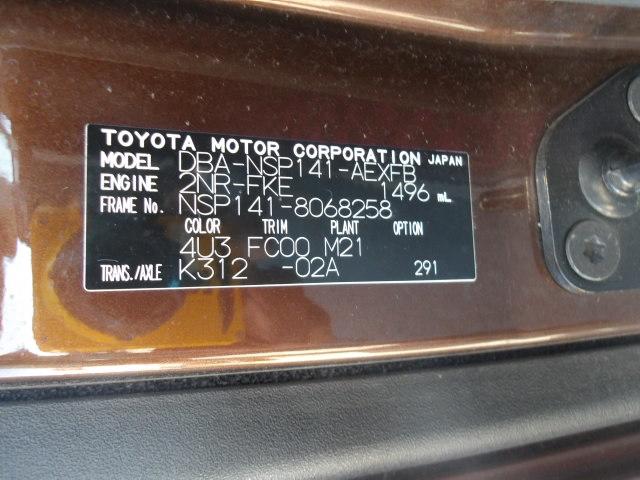 TOYOTA MOTOR CORPORATION JAPAN
MODEL DBA-NSP141-AEXFB
ENGINE 2NR-FKE 1496 mL
FRAME No. NSP141-8068258
COLOR TRIM PLANT OPTION
4U3 FC00 M21
TRANS./AXLE K312 -02A 291